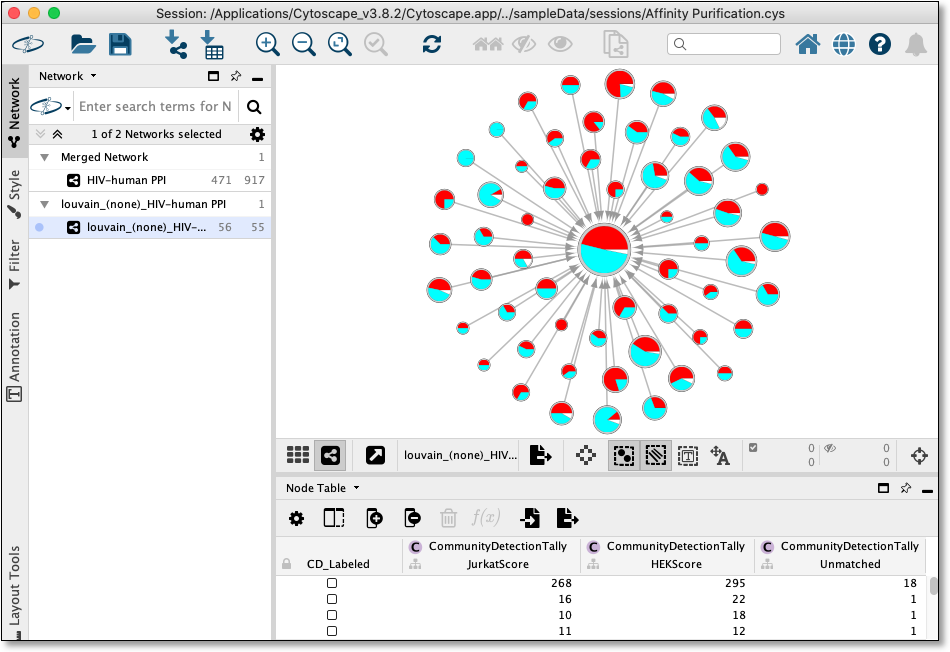 Session: /Applications/Cytoscape_v3.8.2/Cytoscape.app/../sampleData/sessions/Affinity Purification.cys
Network
Network
Style
Filter
Annotation
Layout Tools
Enter search terms for N
1 of 2 Networks selected
Merged Network 1
HIV-human PPI 471 917
louvain_(none)_HIV-human PPI 1
louvain_(none)_HIV-... 56 55
louvain_(none)_HIV... 0 0
0 0
Node Table
f(x)
C CommunityDetectionTally C CommunityDetectionTally C CommunityDetectionTally
CD_Labeled JurkatScore HEKScore Unmatched
268 295 18
16 22 1
10 18 1
11 12 1